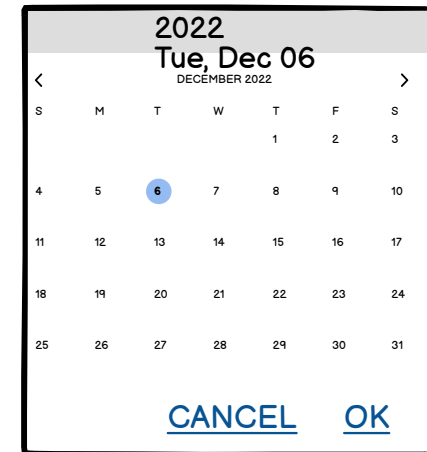 2022
Tue, Dec 06
DECEMBER 2022
S M T W T F S
1 2 3
4 5 6 7 8 9 10
11 12 13 14 15 16 17
18 19 20 21 22 23 24
25 26 27 28 29 30 31
CANCEL OK